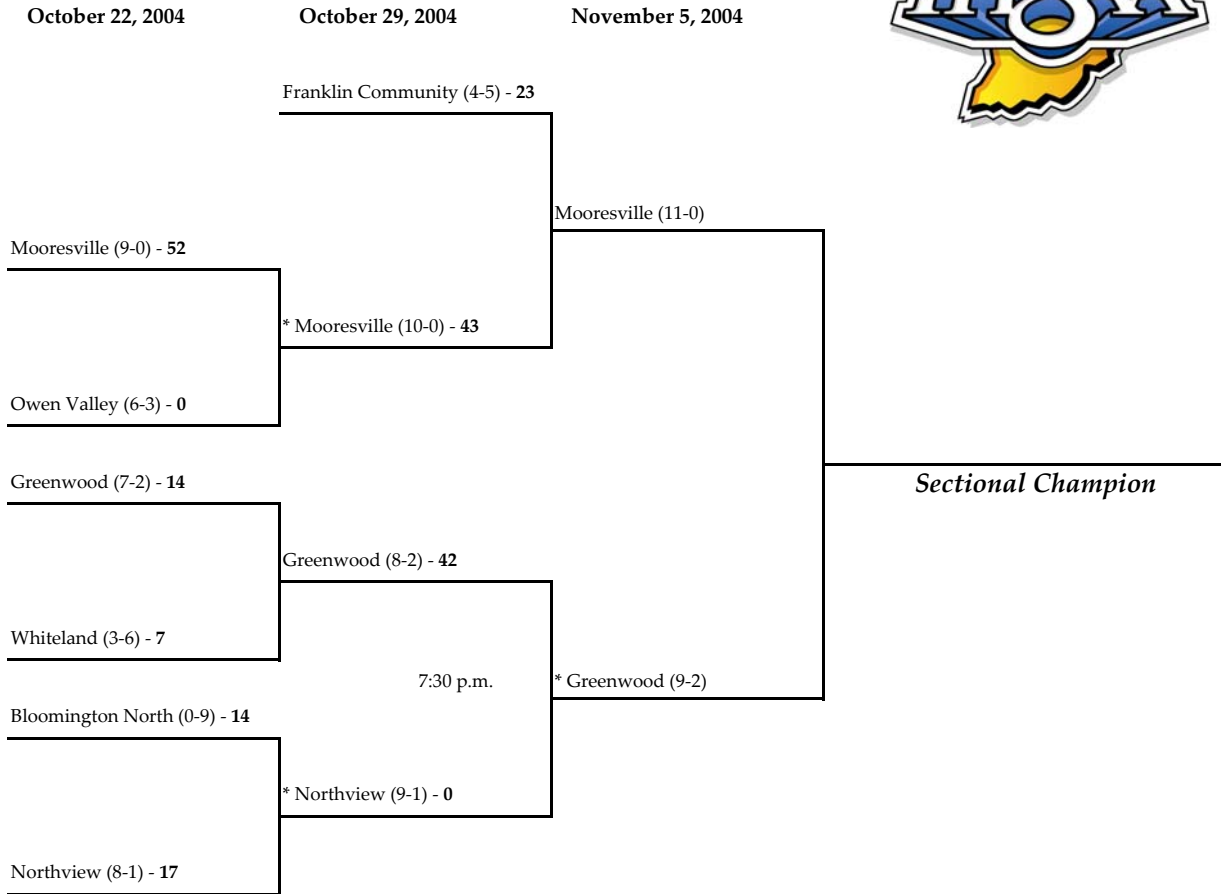 October 22, 2004 October 29, 2004 November 5, 2004
Franklin Community (4-5) - 23
Mooresville (11-0)
Mooresville (9-0) - 52
* Mooresville (10-0) - 43
Owen Valley (6-3) - 0
Greenwood (7-2) - 14
Sectional Champion
Greenwood (8-2) - 42
Whiteland (3-6) - 7
7:30 p.m. * Greenwood (9-2)
Bloomington North (0-9) - 14
* Northview (9-1) - 0
Northview (8-1) - 17